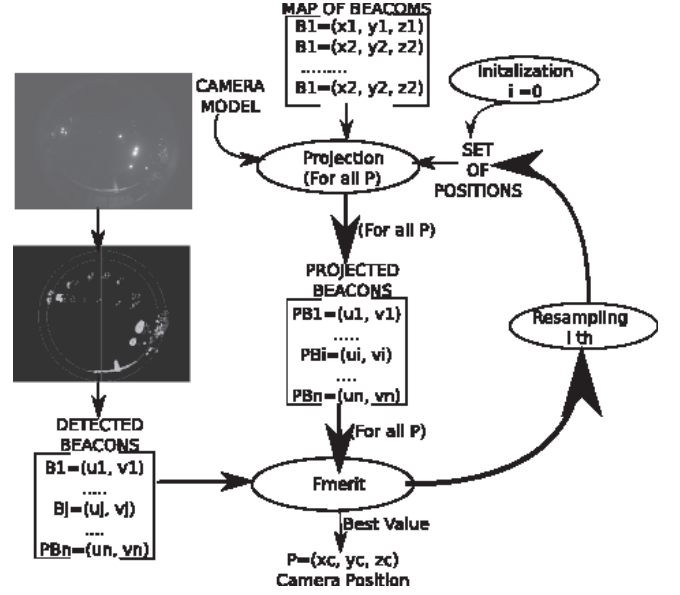 MAP OF BEACOMS
B1=(x1, y1, z1)
B1=(x2, y2, z2)
.........
B1=(x2, y2, z2)
CAMERA
MODEL
Initalization
i =0
Projection
(For all P)
SET
OF
POSITIONS
(For all P)
PROJECTED
BEACONS
PB1=(u1, v1)
.....
PBi=(ui, vi)
....
PBn=(un, vn)
Resampling
i th
(For all P)
DETECTED
BEACONS
B1=(u1, v1)
.....
Bj=(uj, vj)
....
PBn=(un, vn)
Fmerit
Best Value
P=(xc, yc, zc)
Camera Position